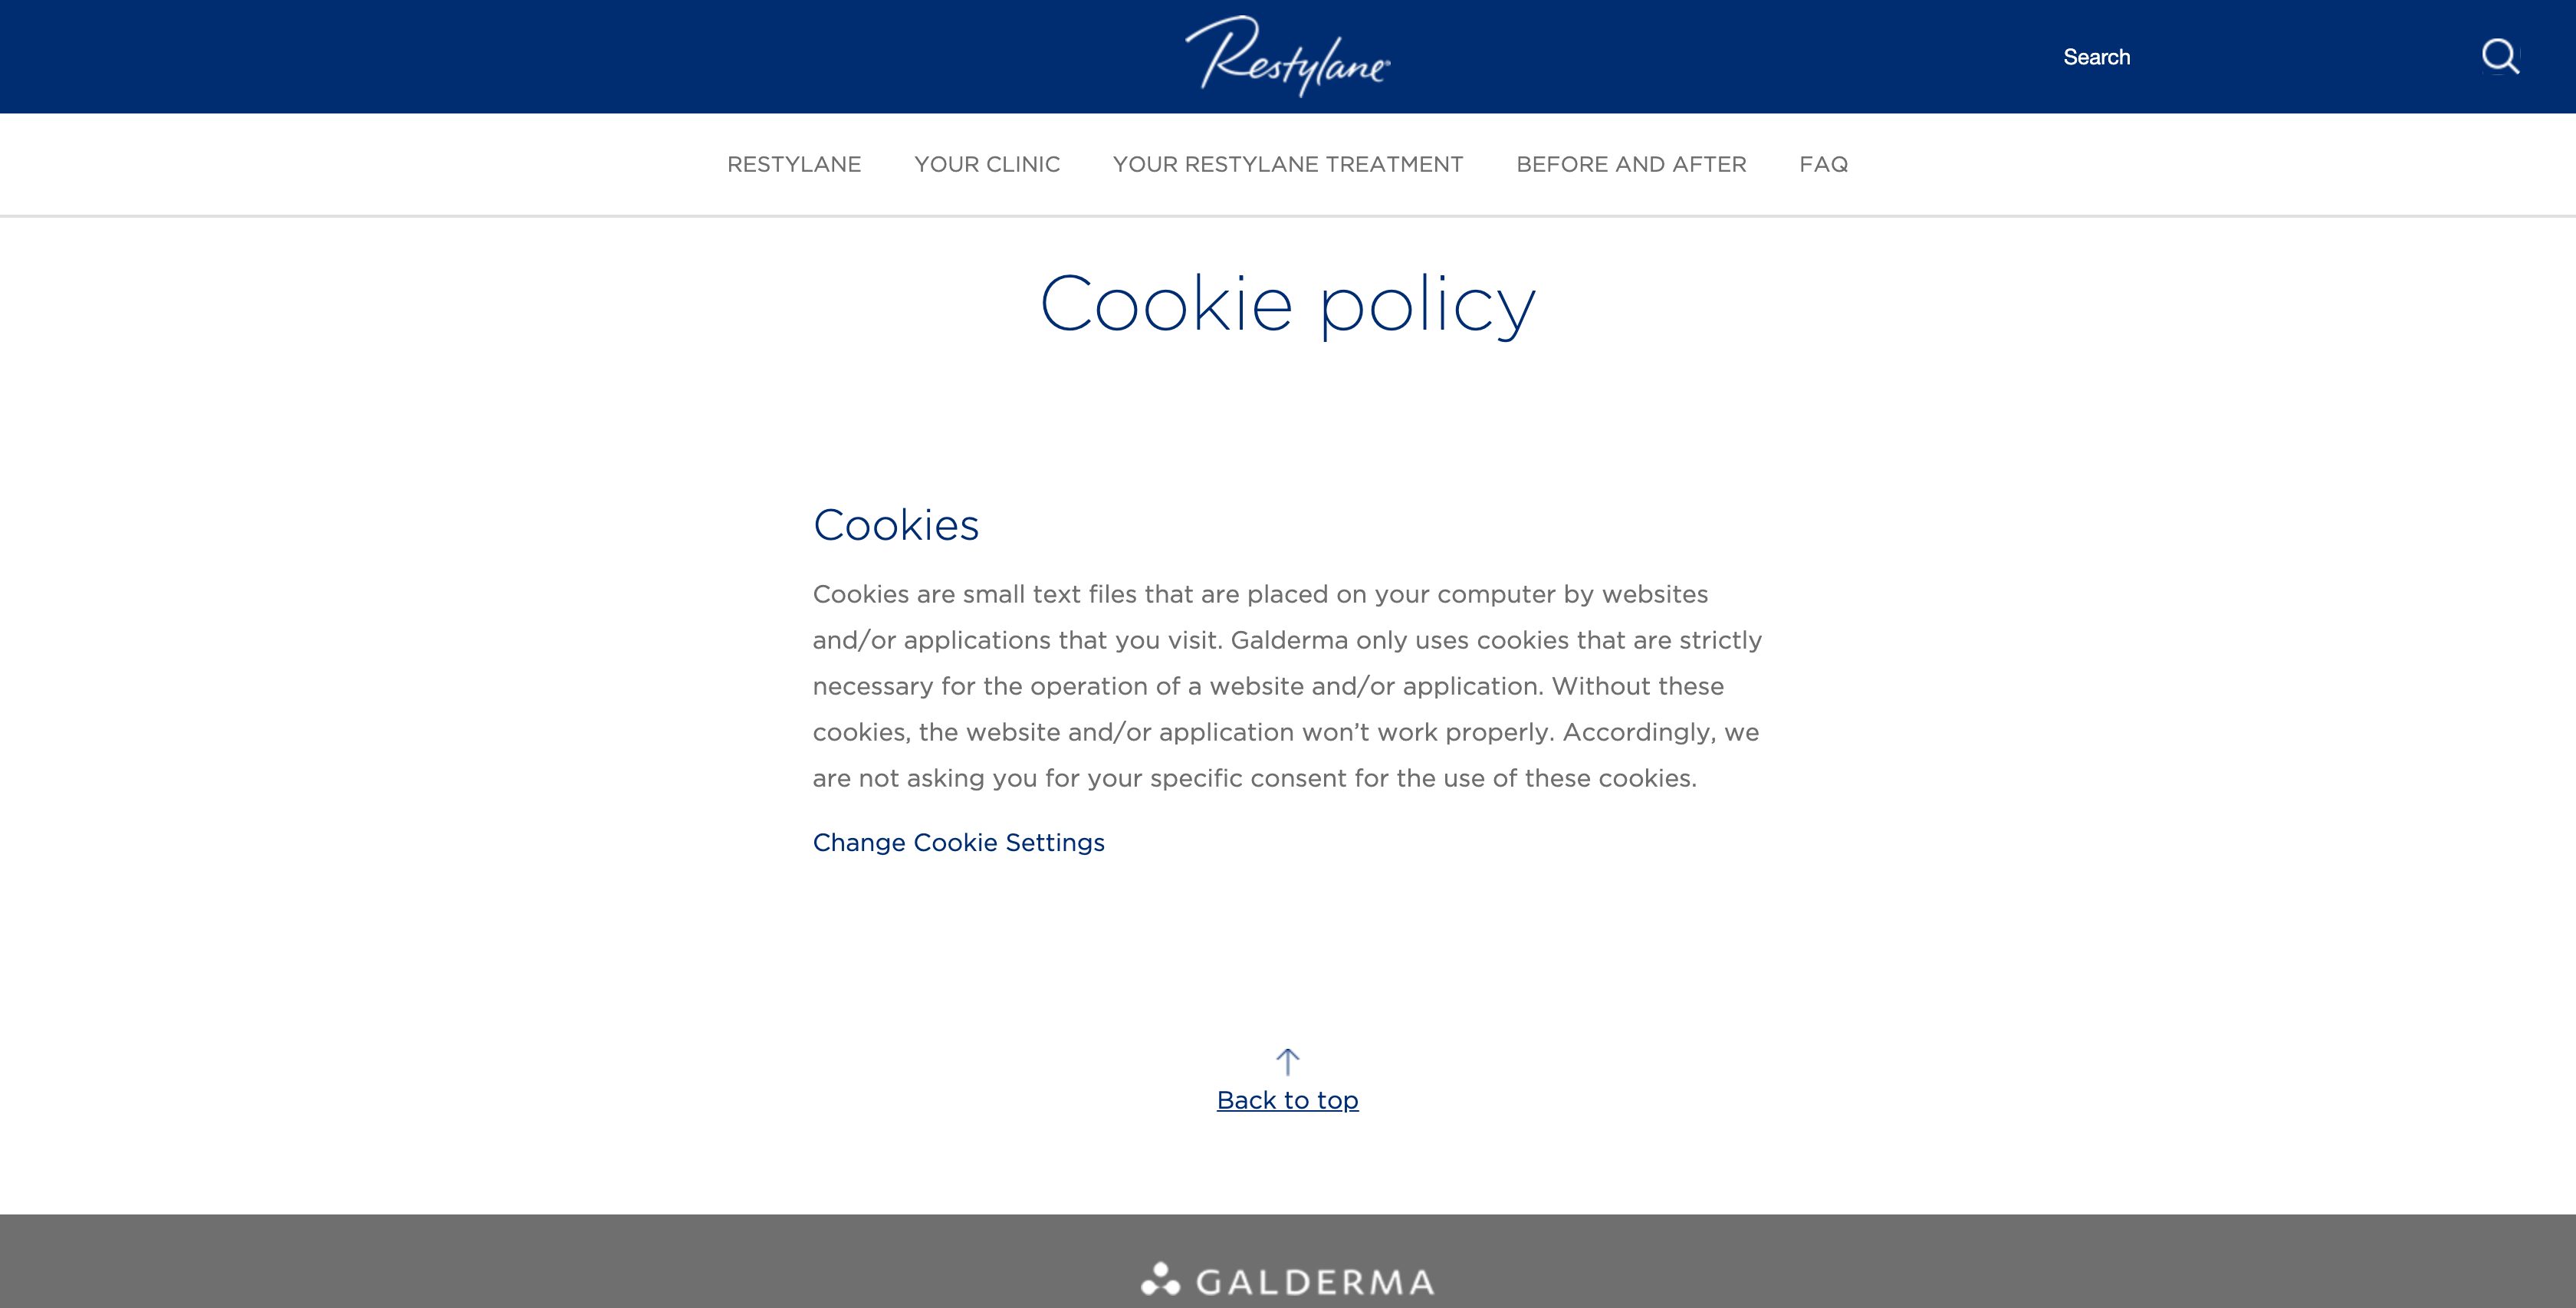 Restylane®
Search
RESTYLANE YOUR CLINIC YOUR RESTYLANE TREATMENT BEFORE AND AFTER FAQ
Cookie policy
Cookies
Cookies are small text files that are placed on your computer by websites
and/or applications that you visit. Galderma only uses cookies that are strictly
necessary for the operation of a website and/or application. Without these
cookies, the website and/or application won’t work properly. Accordingly, we
are not asking you for your specific consent for the use of these cookies.
Change Cookie Settings
Back to top
GALDERMA